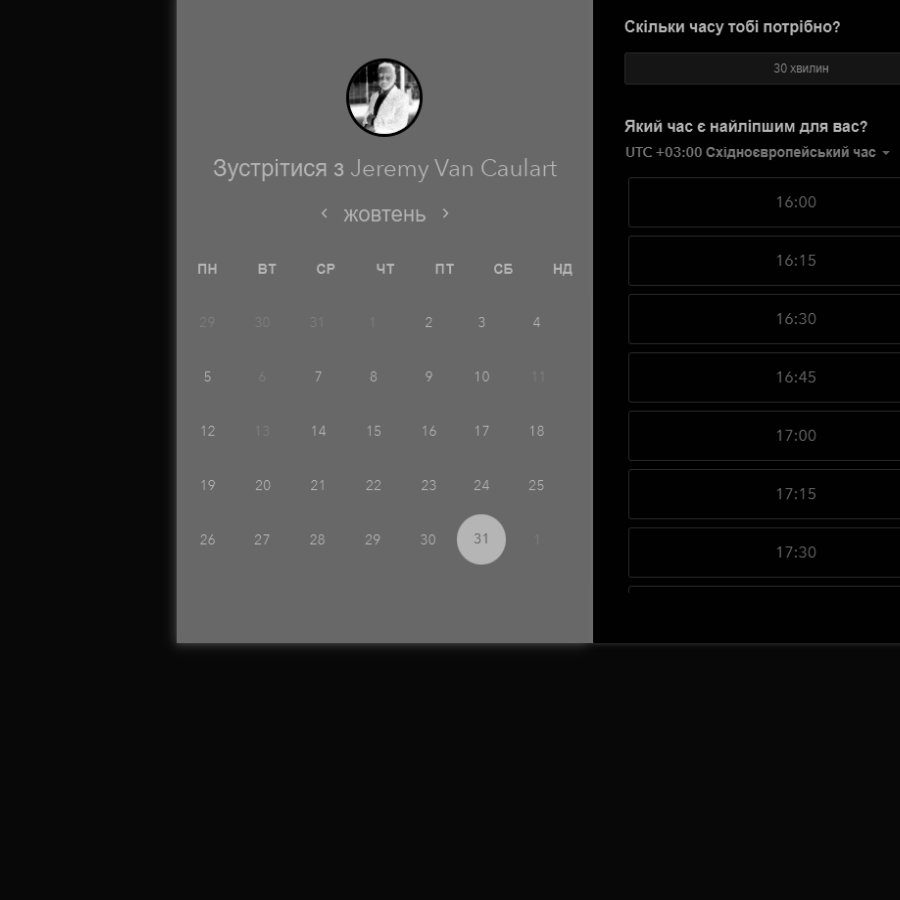 Зустрітися з Jeremy Van Caulart
жовтень
ПН ВТ СР ЧТ ПТ СБ НД
29 30 31 1 2 3 4
5 6 7 8 9 10 11
12 13 14 15 16 17 18
19 20 21 22 23 24 25
26 27 28 29 30 31 1
Скільки часу тобі потрібно?
30 хвилин
Який час є найліпшим для вас?
UTC +03:00 Східноєвропейський час
16:00
16:15
16:30
16:45
17:00
17:15
17:30